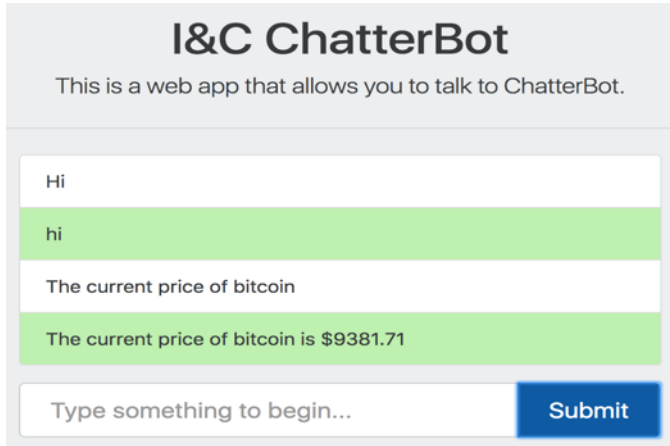 I&C ChatterBot
This is a web app that allows you to talk to ChatterBot.
Hi
hi
The current price of bitcoin
The current price of bitcoin is $9381.71
Type something to begin...
Submit